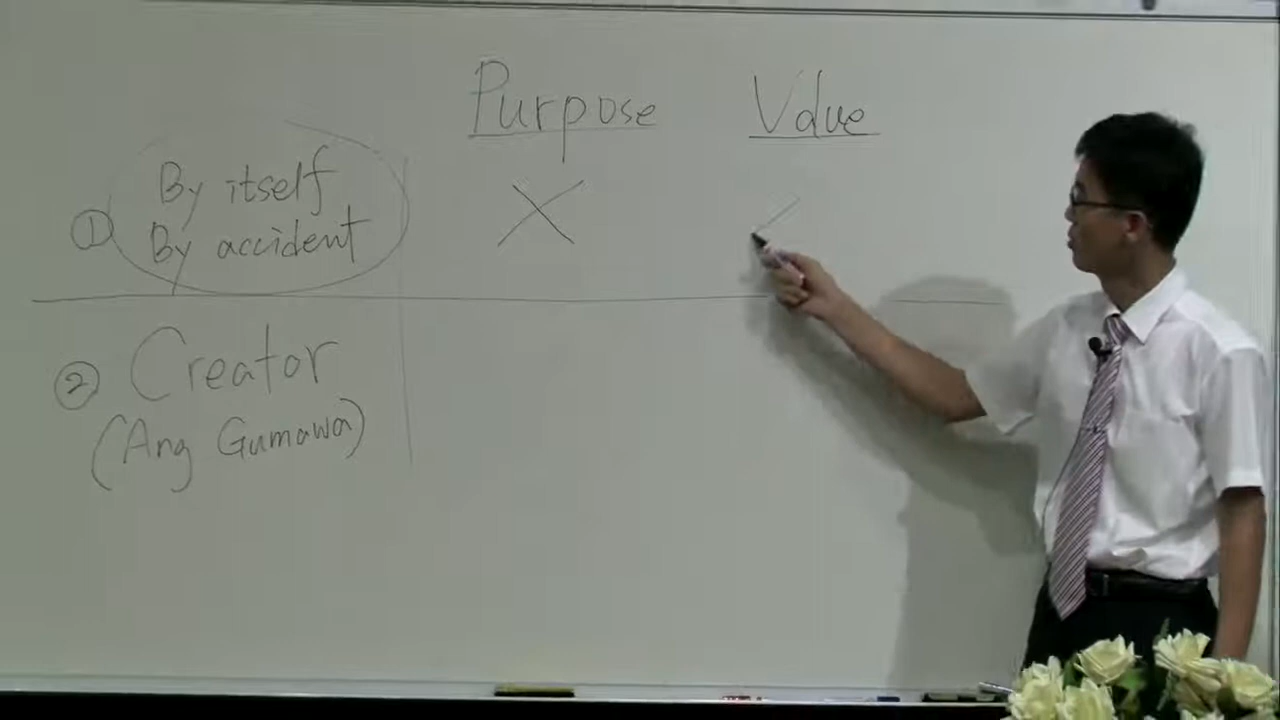 Purpose Value
① By itself
By accident
② Creator
(Ang Gumawa)